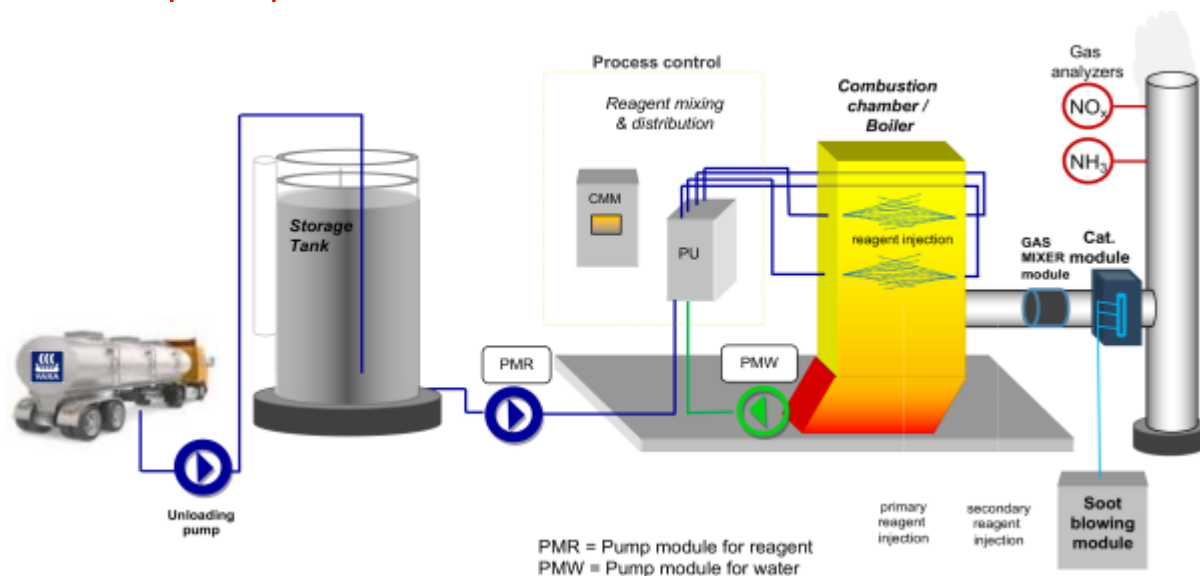 Process control
Reagent mixing
& distribution
Combustion
chamber /
Boiler
Gas
analyzers
NOx
NH3
CMM
PU
Storage
Tank
reagent injection
GAS
MIXER
module
Cat.
module
PMR
PMW
YARA
Unloading
pump
primary
reagent
injection
secondary
reagent
injection
Soot
blowing
module
PMR = Pump module for reagent
PMW = Pump module for water